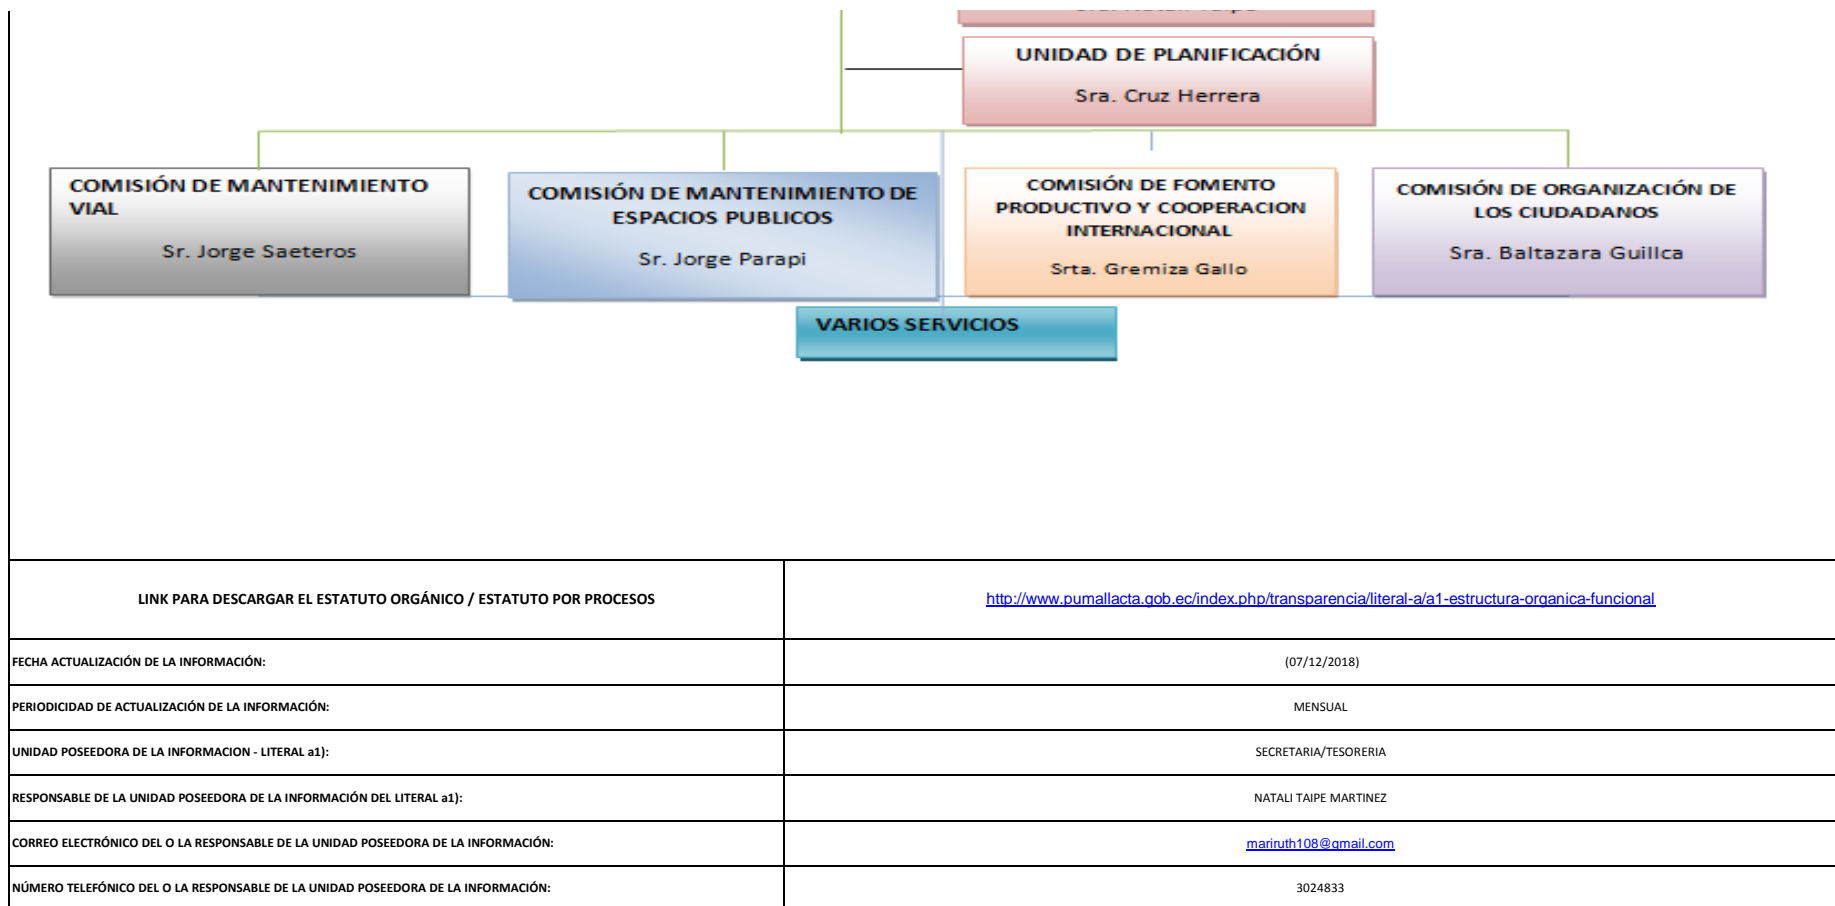 UNIDAD DE PLANIFICACIÓN
Sra. Cruz Herrera
COMISIÓN DE MANTENIMIENTO
VIAL
Sr. Jorge Saeteros
COMISIÓN DE MANTENIMIENTO DE
ESPACIOS PUBLICOS
Sr. Jorge Parapi
COMISIÓN DE FOMENTO
PRODUCTIVO Y COOPERACION
INTERNACIONAL
Srta. Gremiza Gallo
COMISIÓN DE ORGANIZACIÓN DE
LOS CIUDADANOS
Sra. Baltazara Guillca
VARIOS SERVICIOS
LINK PARA DESCARGAR EL ESTATUTO ORGÁNICO / ESTATUTO POR PROCESOS
http://www.pumallacta.gob.ec/index.php/transparencia/literal-a/a1-estructura-organica-funcional
FECHA ACTUALIZACIÓN DE LA INFORMACIÓN:
(07/12/2018)
PERIODICIDAD DE ACTUALIZACIÓN DE LA INFORMACIÓN:
MENSUAL
UNIDAD POSEEDORA DE LA INFORMACION - LITERAL a1):
SECRETARIA/TESORERIA
RESPONSABLE DE LA UNIDAD POSEEDORA DE LA INFORMACIÓN DEL LITERAL a1):
NATALI TAIPE MARTINEZ
CORREO ELECTRÓNICO DEL O LA RESPONSABLE DE LA UNIDAD POSEEDORA DE LA INFORMACIÓN:
mariruth108@gmail.com
NÚMERO TELEFÓNICO DEL O LA RESPONSABLE DE LA UNIDAD POSEEDORA DE LA INFORMACIÓN:
3024833